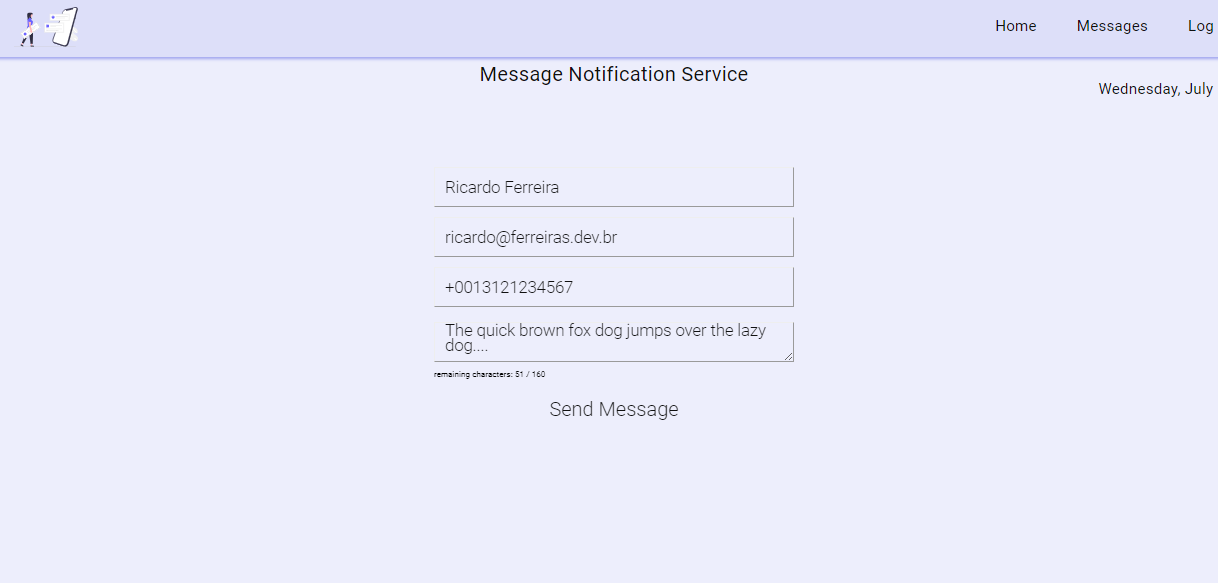 Home Messages Log
Message Notification Service
Wednesday, July
Ricardo Ferreira
ricardo@ferreiras.dev.br
+0013121234567
The quick brown fox dog jumps over the lazy
dog....
remaining characters: 51 / 160
Send Message